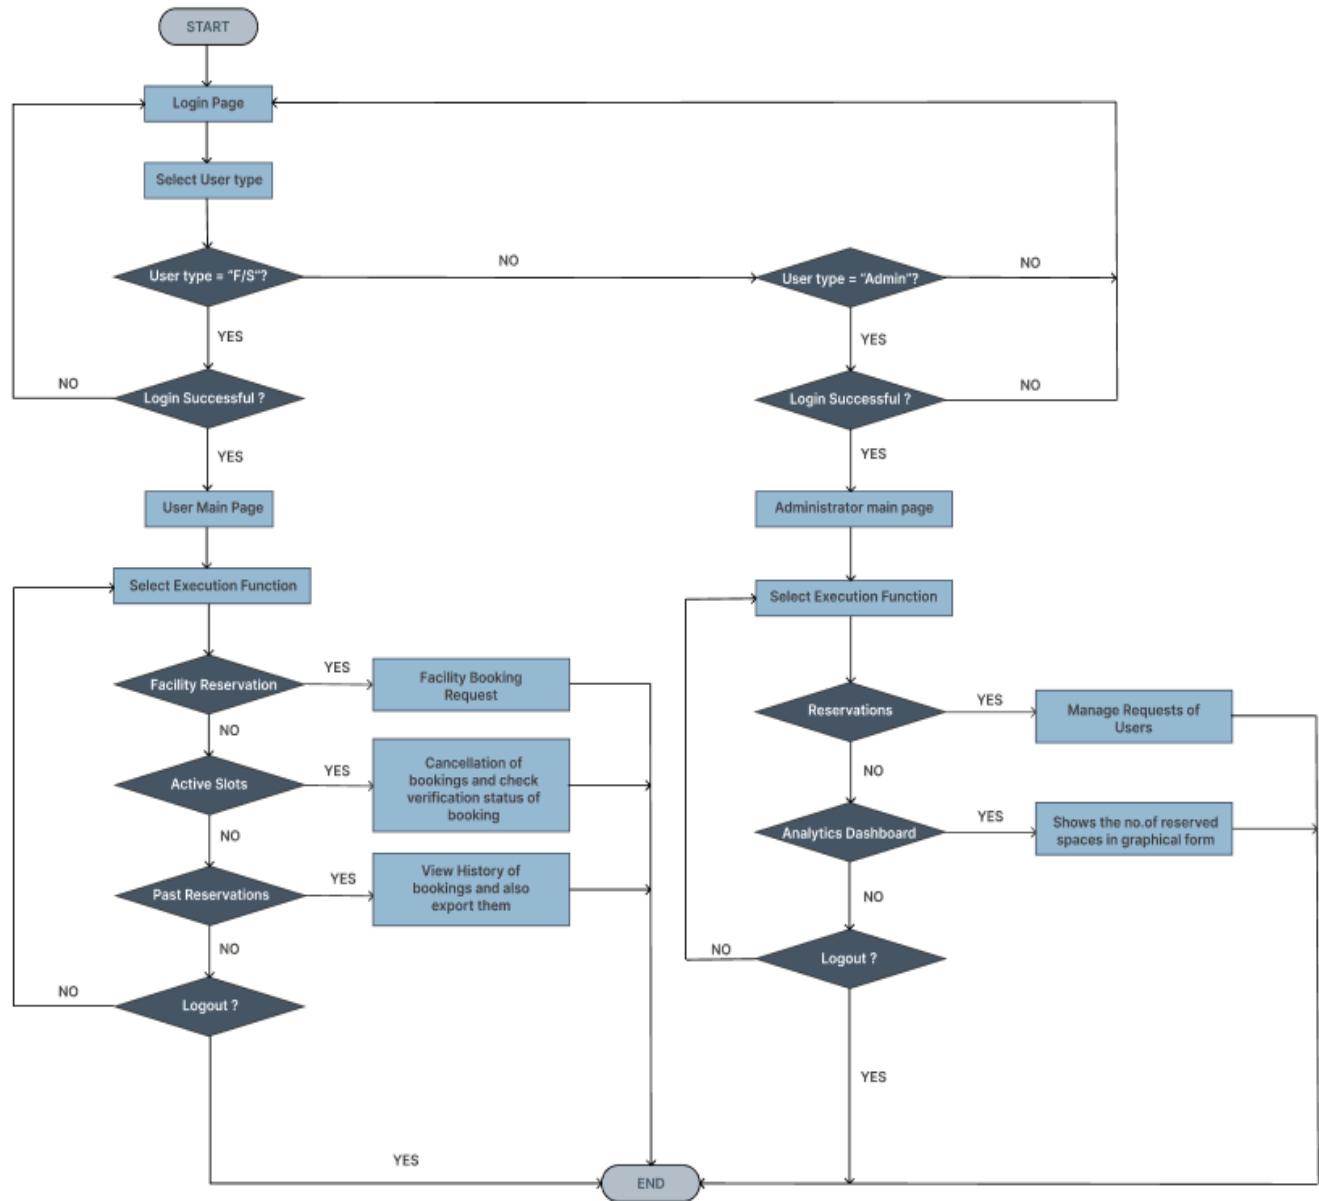 START
Login Page
Select User type
User type = "F/S"?
NO
User type = "Admin"?
NO
YES
YES
NO
Login Successful ?
Login Successful ?
NO
YES
YES
User Main Page
Administrator main page
Select Execution Function
Select Execution Function
Facility Reservation
YES
Facility Booking
Request
Reservations
YES
Manage Requests of
Users
NO
Active Slots
YES
Cancellation of
bookings and check
verification status of
booking
NO
Analytics Dashboard
YES
Shows the no.of reserved
spaces in graphical form
NO
Past Reservations
YES
View History of
bookings and also
export them
NO
NO
NO
Logout ?
NO
Logout ?
YES
YES
END